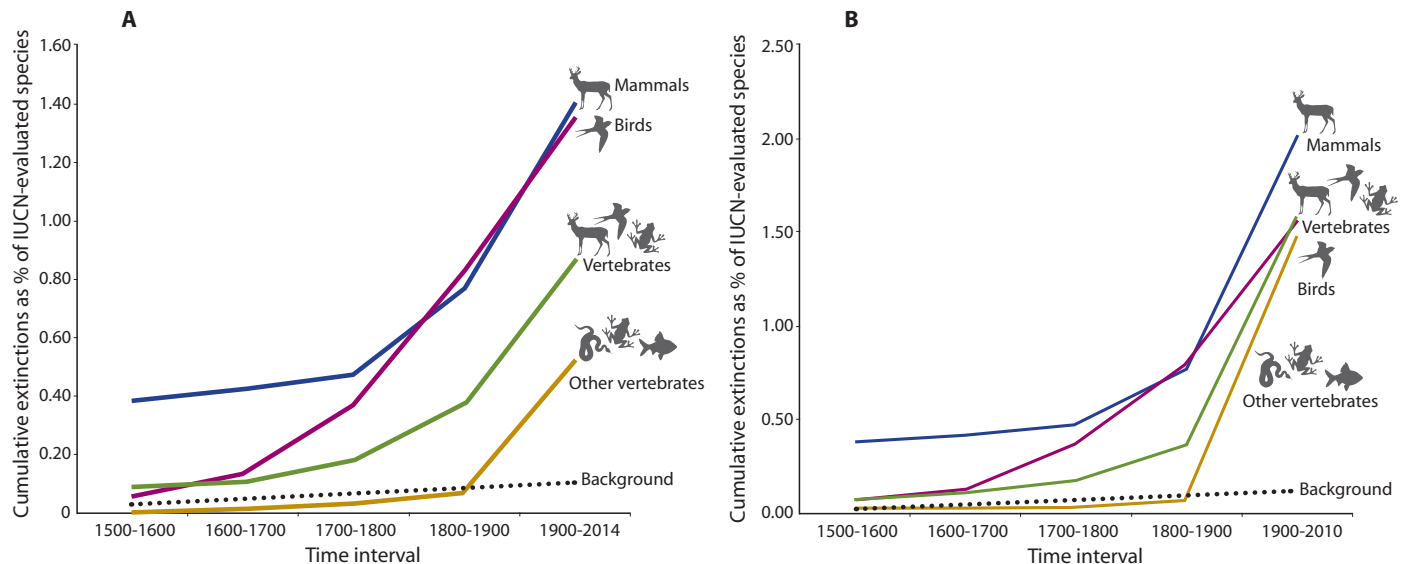 A
Cumulative extinctions as % of IUCN-evaluated species
1.60
1.40
1.20
1.00
0.80
0.60
0.40
0.20
0
Mammals
Birds
Vertebrates
Other vertebrates
Background
1500-1600
1600-1700
1700-1800
1800-1900
1900-2014
Time interval
B
Cumulative extinctions as % of IUCN-evaluated species
2.50
2.00
1.50
1.00
0.50
0.00
Mammals
Vertebrates
Birds
Other vertebrates
Background
1500-1600
1600-1700
1700-1800
1800-1900
1900-2010
Time interval